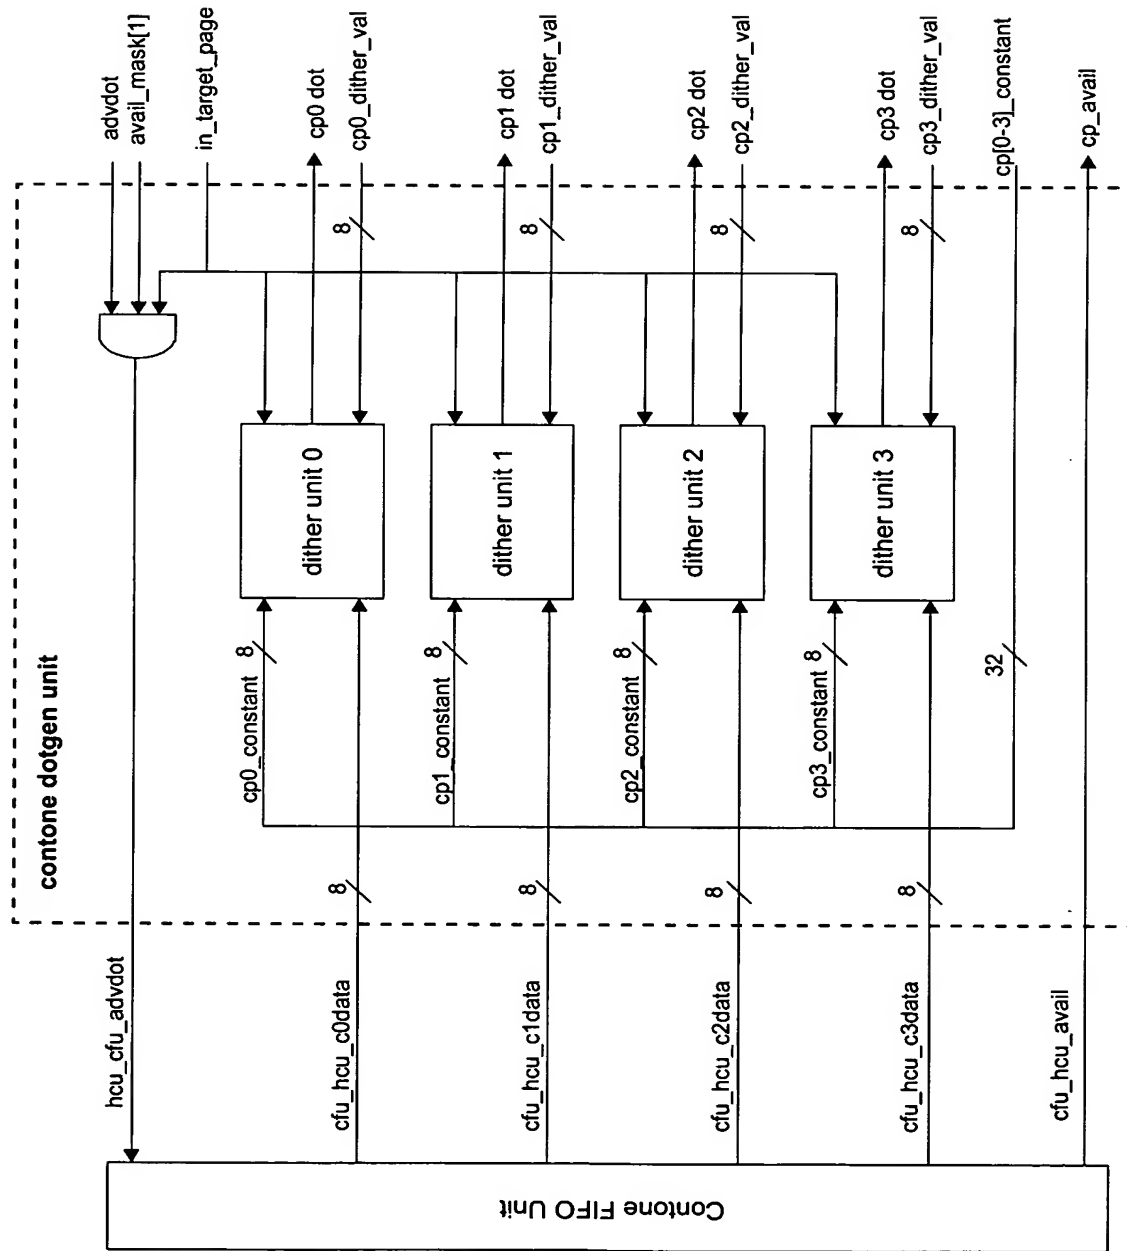 advdot
avail_mask[1]
in_target_page
cp0 dot
cp0_dither_val
cp1 dot
cp1_dither_val
cp2 dot
cp2_dither_val
cp3 dot
cp3_dither_val
cp[0-3]_constant
cp_avail
8
8
8
8
dither unit 0
dither unit 1
dither unit 2
dither unit 3
cp0_constant
8
cp1_constant
8
cp2_constant
8
cp3_constant
8
32
contone dotgen unit
8
8
8
8
hcu_cfu_advdot
cfu_hcu_c0data
cfu_hcu_c1data
cfu_hcu_c2data
cfu_hcu_c3data
cfu_hcu_avail
Contone FIFO Unit